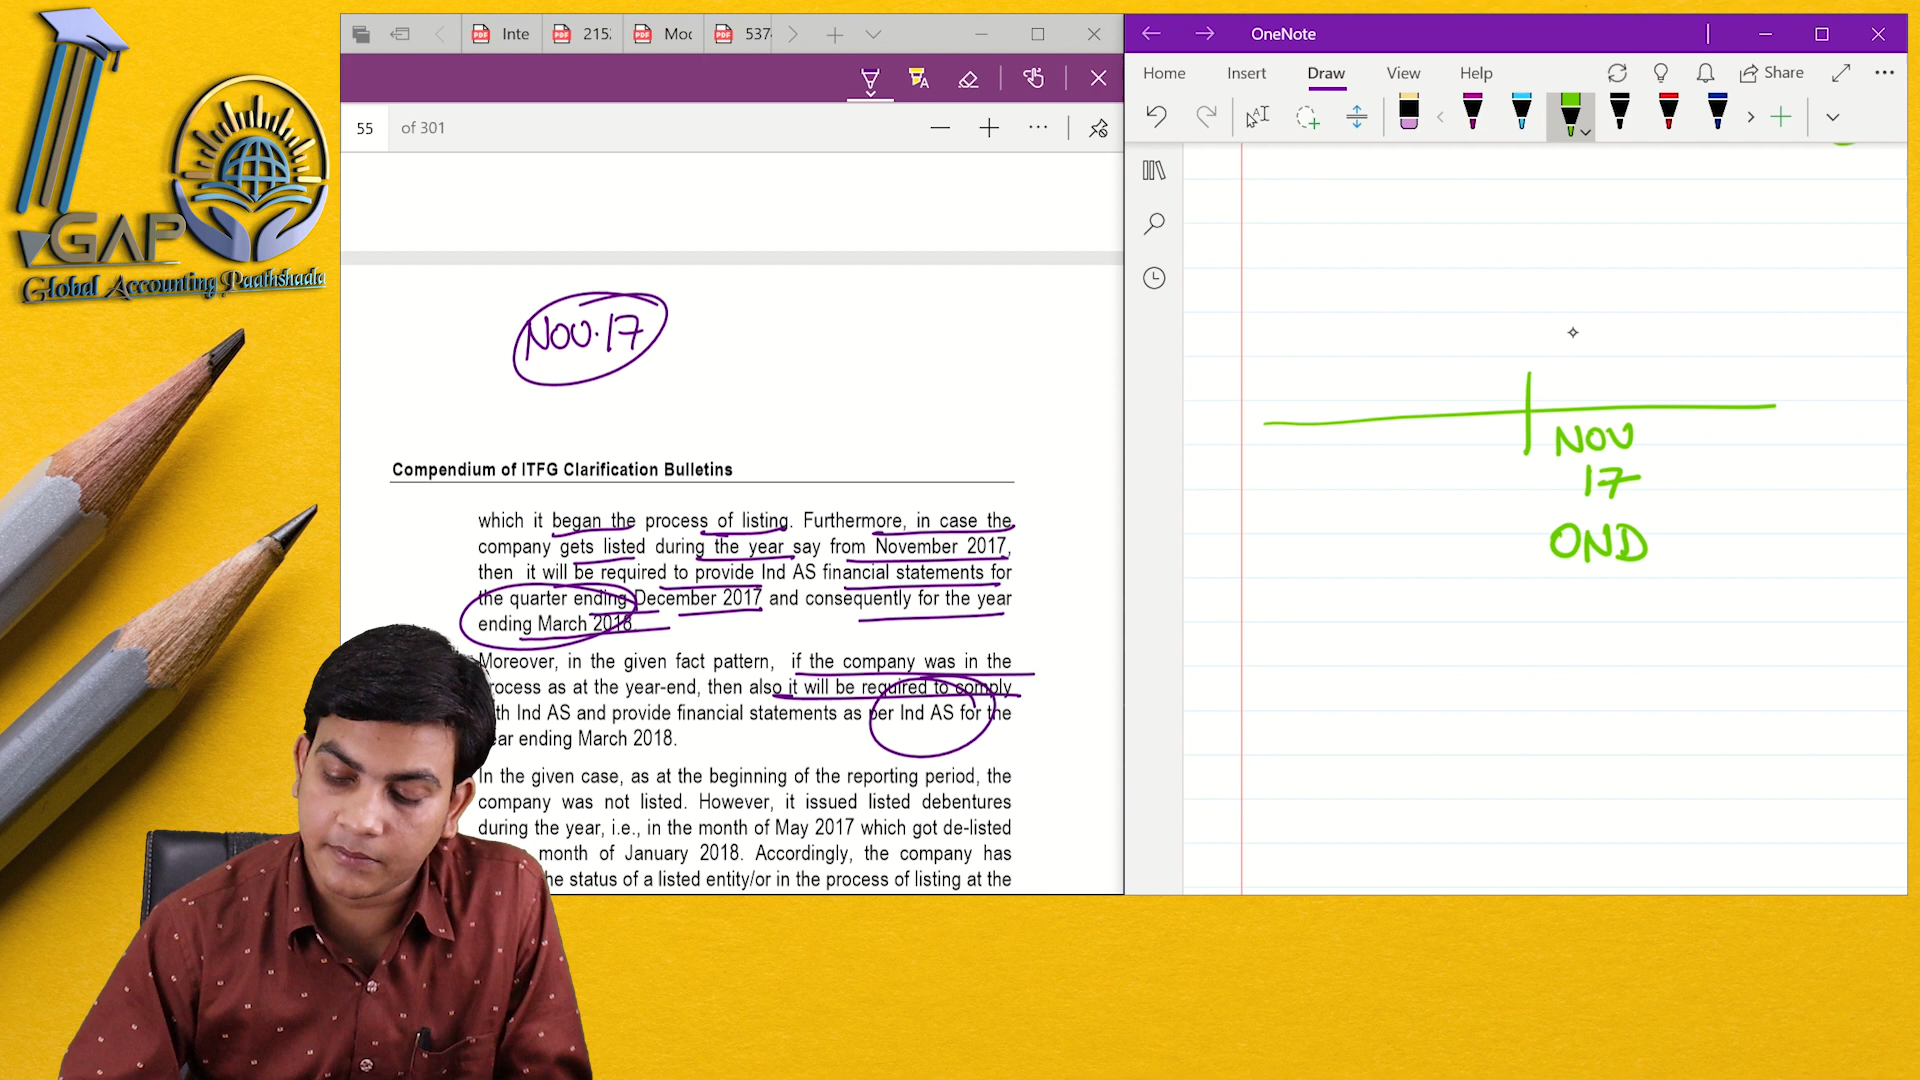 GAP
Global Accounting Paathshaala
Inte
215
Moc
537
55 of 301
NOV.17
Compendium of ITFG Clarification Bulletins
which it began the process of listing. Furthermore, in case the
company gets listed during the year say from November 2017,
then it will be required to provide Ind AS financial statements for
the quarter ending December 2017 and consequently for the year
ending March 2018.
Moreover, in the given fact pattern, if the company was in the
rocess as at the year-end, then also it will be required to comply
th Ind AS and provide financial statements as per Ind AS for the
ear ending March 2018.
In the given case, as at the beginning of the reporting period, the
company was not listed. However, it issued listed debentures
during the year, i.e., in the month of May 2017 which got de-listed
month of January 2018. Accordingly, the company has
he status of a listed entity/or in the process of listing at the
OneNote
Home Insert Draw View Help Share
NOV
17
OND